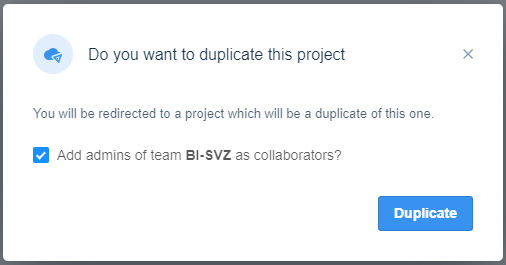 Do you want to duplicate this project
You will be redirected to a project which will be a duplicate of this one.
Add admins of team BI-SVZ as collaborators?
Duplicate